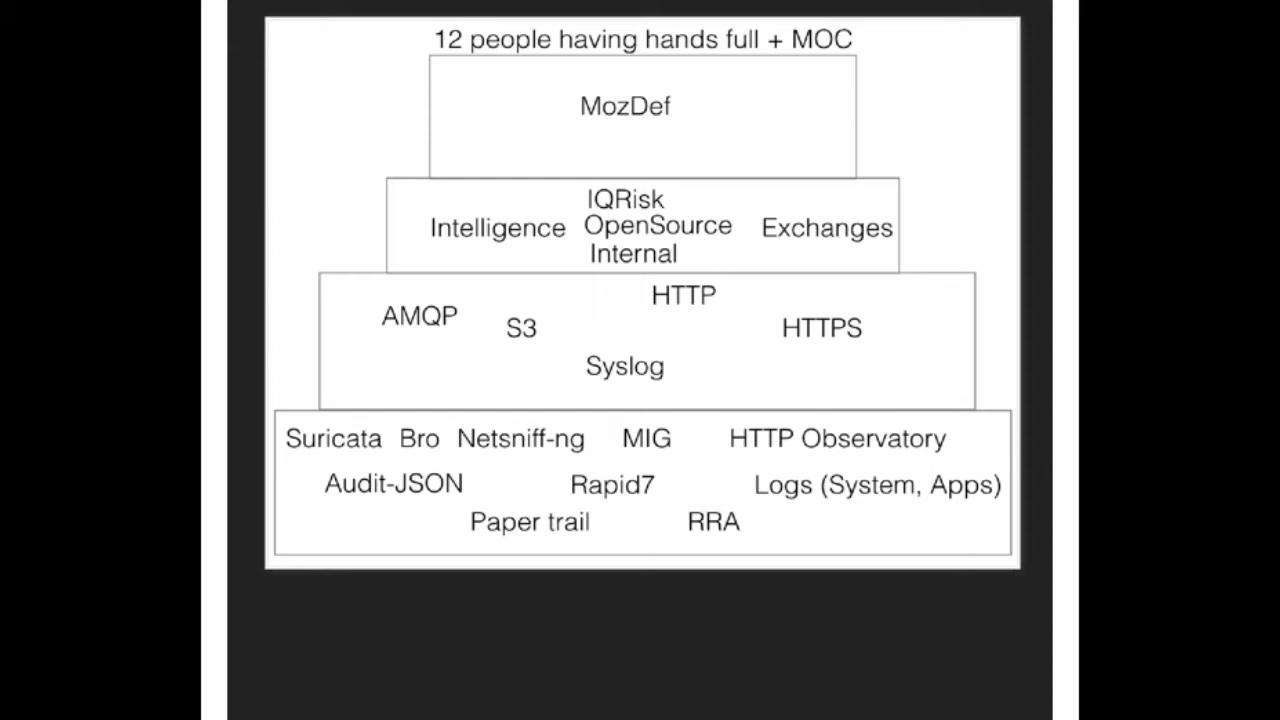 12 people having hands full + MOC
MozDef
IQRisk
Intelligence OpenSource Exchanges
Internal
HTTP
AMQP
S3 HTTPS
Syslog
Suricata Bro Netsniff-ng MIG HTTP Observatory
Audit-JSON Rapid7 Logs (System, Apps)
Paper trail RRA